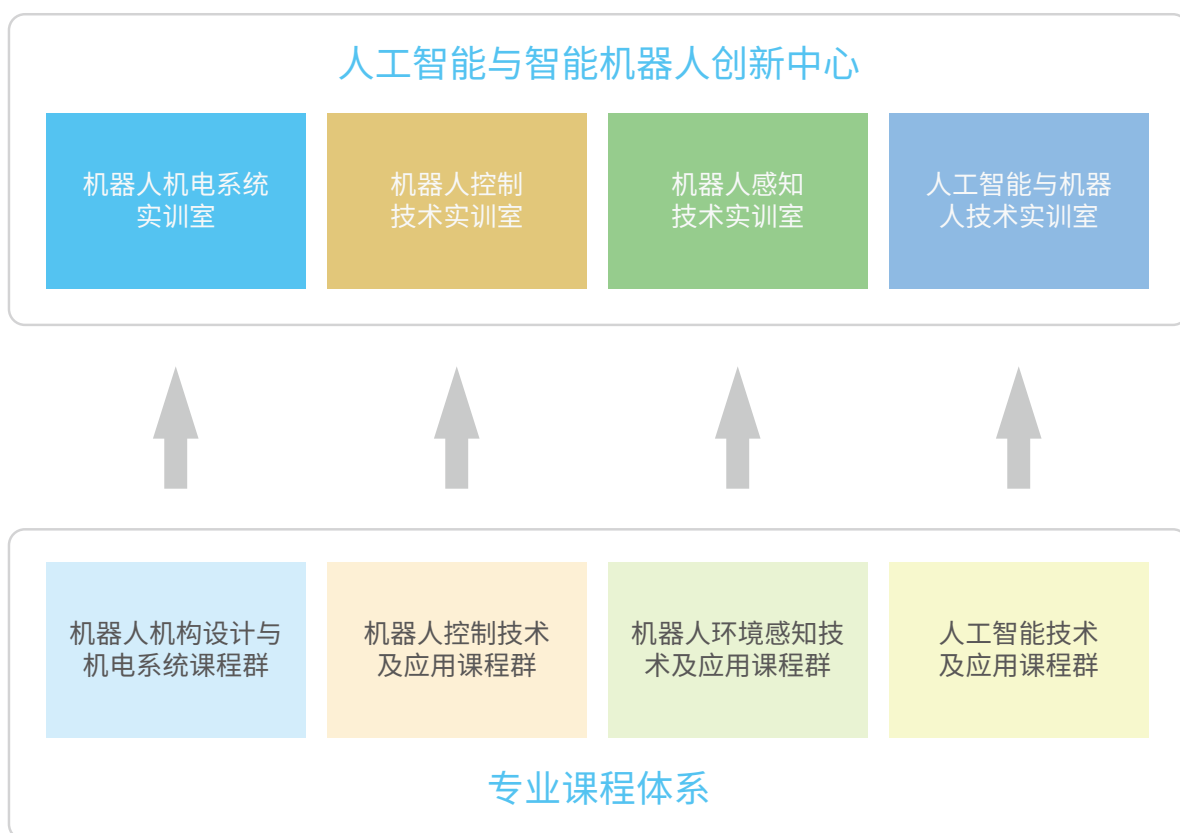 人工智能与智能机器人创新中心
机器人机电系统
实训室
机器人控制
技术实训室
机器人感知
技术实训室
人工智能与机器
人技术实训室
机器人机构设计与
机电系统课程群
机器人控制技术
及应用课程群
机器人环境感知技
术及应用课程群
人工智能技术
及应用课程群
专业课程体系